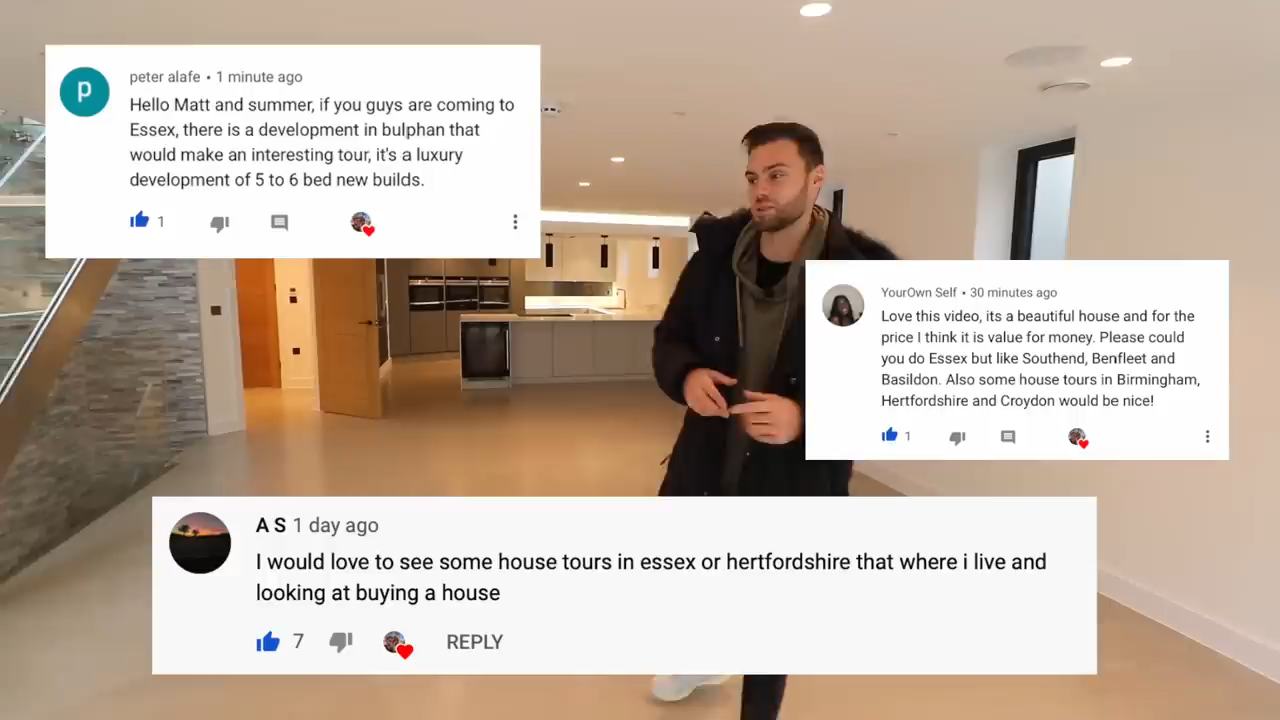 P
peter alafe • 1 minute ago
Hello Matt and summer, if you guys are coming to
Essex, there is a development in bulphan that
would make an interesting tour, it's a luxury
development of 5 to 6 bed new builds.
1
YourOwn Self • 30 minutes ago
Love this video, its a beautiful house and for the
price I think it is value for money. Please could
you do Essex but like Southend, Benfleet and
Basildon. Also some house tours in Birmingham,
Hertfordshire and Croydon would be nice!
1
A S 1 day ago
I would love to see some house tours in essex or hertfordshire that where i live and
looking at buying a house
7 REPLY